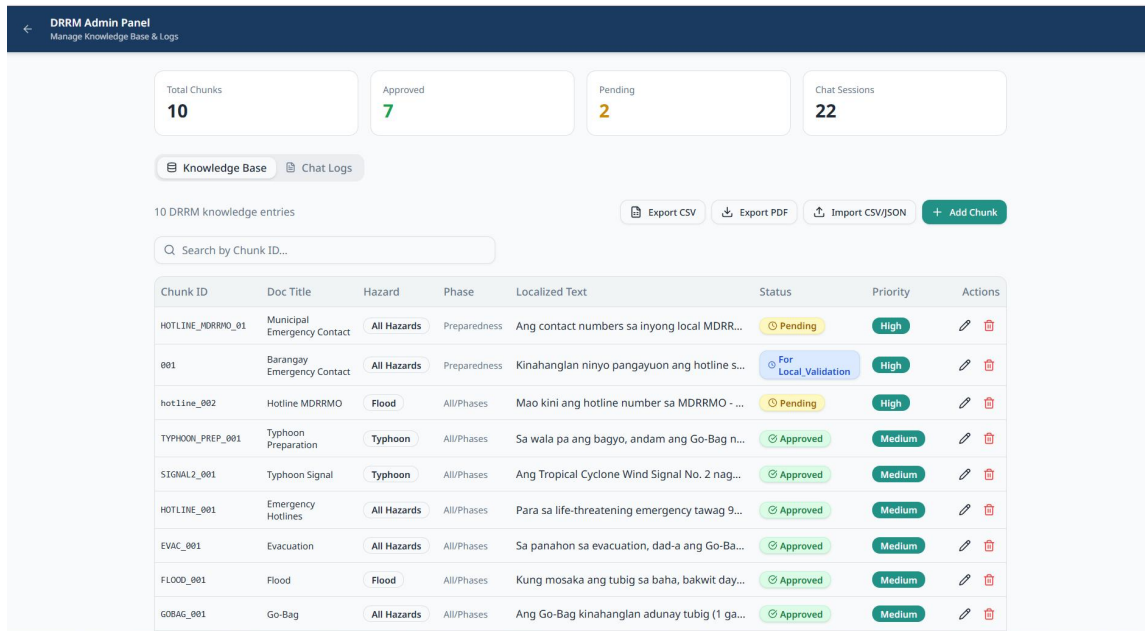 DRRM Admin Panel
Manage Knowledge Base & Logs
Total Chunks
10
Approved
7
Pending
2
Chat Sessions
22
Knowledge Base
Chat Logs
10 DRRM knowledge entries
Export CSV
Export PDF
Import CSV/JSON
+ Add Chunk
Search by Chunk ID...
Chunk ID Doc Title Hazard Phase Localized Text Status Priority Actions
HOTLINE_MDRRMO_01 Municipal Emergency Contact All Hazards Preparedness Ang contact numbers sa inyong local MDRR... Pending High
001 Barangay Emergency Contact All Hazards Preparedness Kinahanglan ninyo pangayuon ang hotline s... For Local_Validation High
hotline_002 Hotline MDRRMO Flood All/Phases Mao kini ang hotline number sa MDRRMO - ... Pending High
TYPHOON_PREP_001 Typhoon Preparation Typhoon All/Phases Sa wala pa ang bagyo, andam ang Go-Bag n... Approved Medium
SIGNAL2_001 Typhoon Signal Typhoon All/Phases Ang Tropical Cyclone Wind Signal No. 2 nag... Approved Medium
HOTLINE_001 Emergency Hotlines All Hazards All/Phases Para sa life-threatening emergency tawag 9... Approved Medium
EVAC_001 Evacuation All Hazards All/Phases Sa panahon sa evacuation, dad-a ang Go-Ba... Approved Medium
FLOOD_001 Flood Flood All/Phases Kung mosaka ang tubig sa baha, bakwit day... Approved Medium
GOBAG_001 Go-Bag All Hazards All/Phases Ang Go-Bag kinahanglan adunay tubig (1 ga... Approved Medium